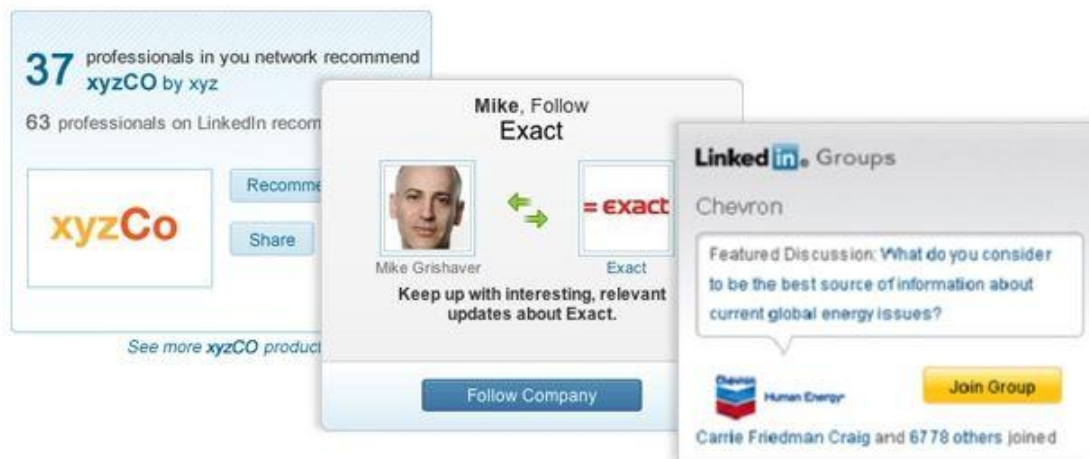 37 professionals in you network recommend
xyzCO by xyz
63 professionals on LinkedIn recom
xyzCo
Recomme
Share
See more xyzCO product
Mike, Follow
Exact
= exact
Mike Grishaver
Exact
Keep up with interesting, relevant
updates about Exact.
Follow Company
Linked in. Groups
Chevron
Featured Discussion: What do you consider
to be the best source of information about
current global energy issues?
Chevron
Human Energy
Join Group
Carrie Friedman Craig and 6778 others joined